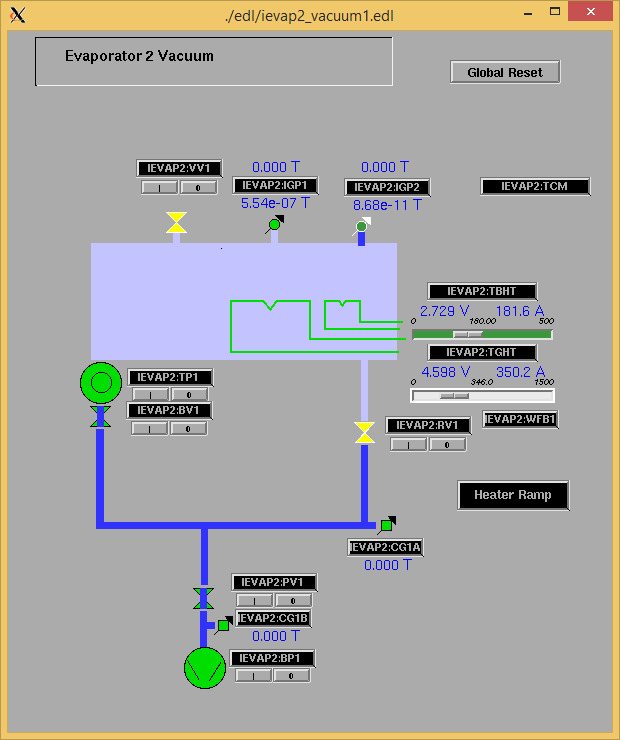 ./edl/ievap2_vacuum1.edl
Evaporator 2 Vacuum
Global Reset
IEVAP2:VV1
I 0
0.000 T
IEVAP2:IGP1
5.54e-07 T
0.000 T
IEVAP2:IGP2
8.68e-11 T
IEVAP2:TCM
IEVAP2:TBHT
2.729 V 181.6 A
0 180.00 500
IEVAP2:TGHT
4.598 V 350.2 A
0 346.0 1500
IEVAP2:TP1
I 0
IEVAP2:BV1
I 0
IEVAP2:RV1
I 0
IEVAP2:WFB1
Heater Ramp
IEVAP2:CG1A
0.000 T
IEVAP2:PV1
I 0
IEVAP2:CG1B
0.000 T
IEVAP2:BP1
I 0